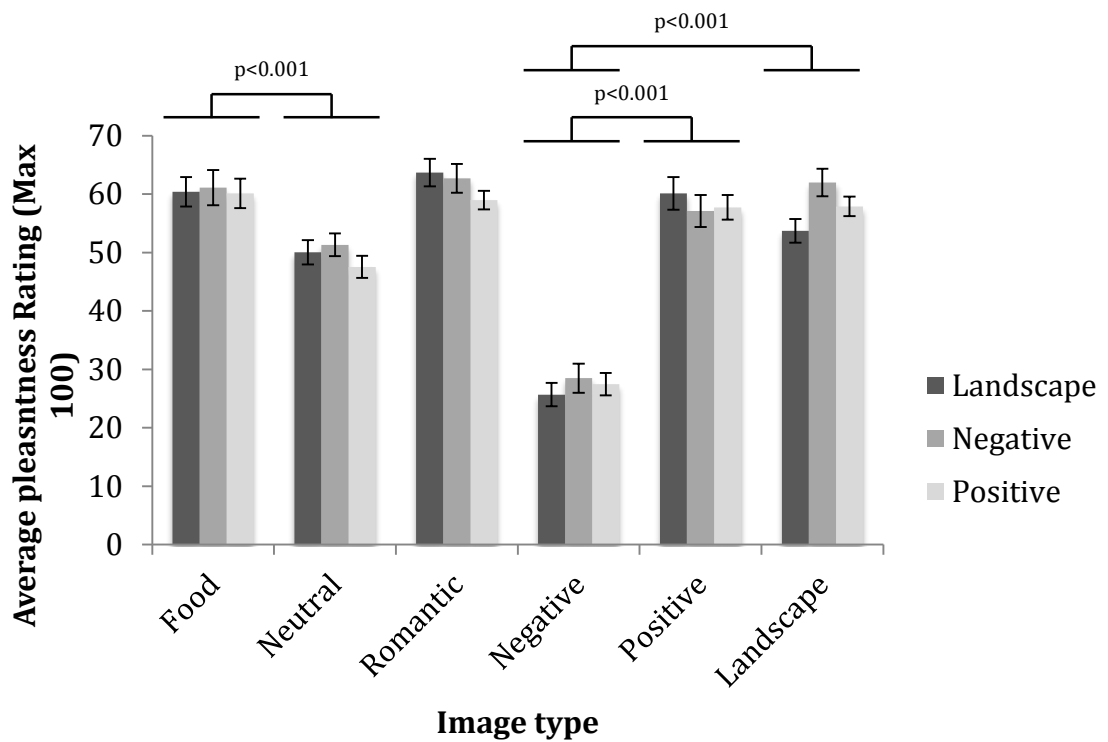 p<0.001
p<0.001
p<0.001
Average pleasntness Rating (Max
100)
70
60
50
40
30
20
10
0
Food
Neutral
Romantic
Negative
Positive
Landscape
Image type
Landscape
Negative
Positive